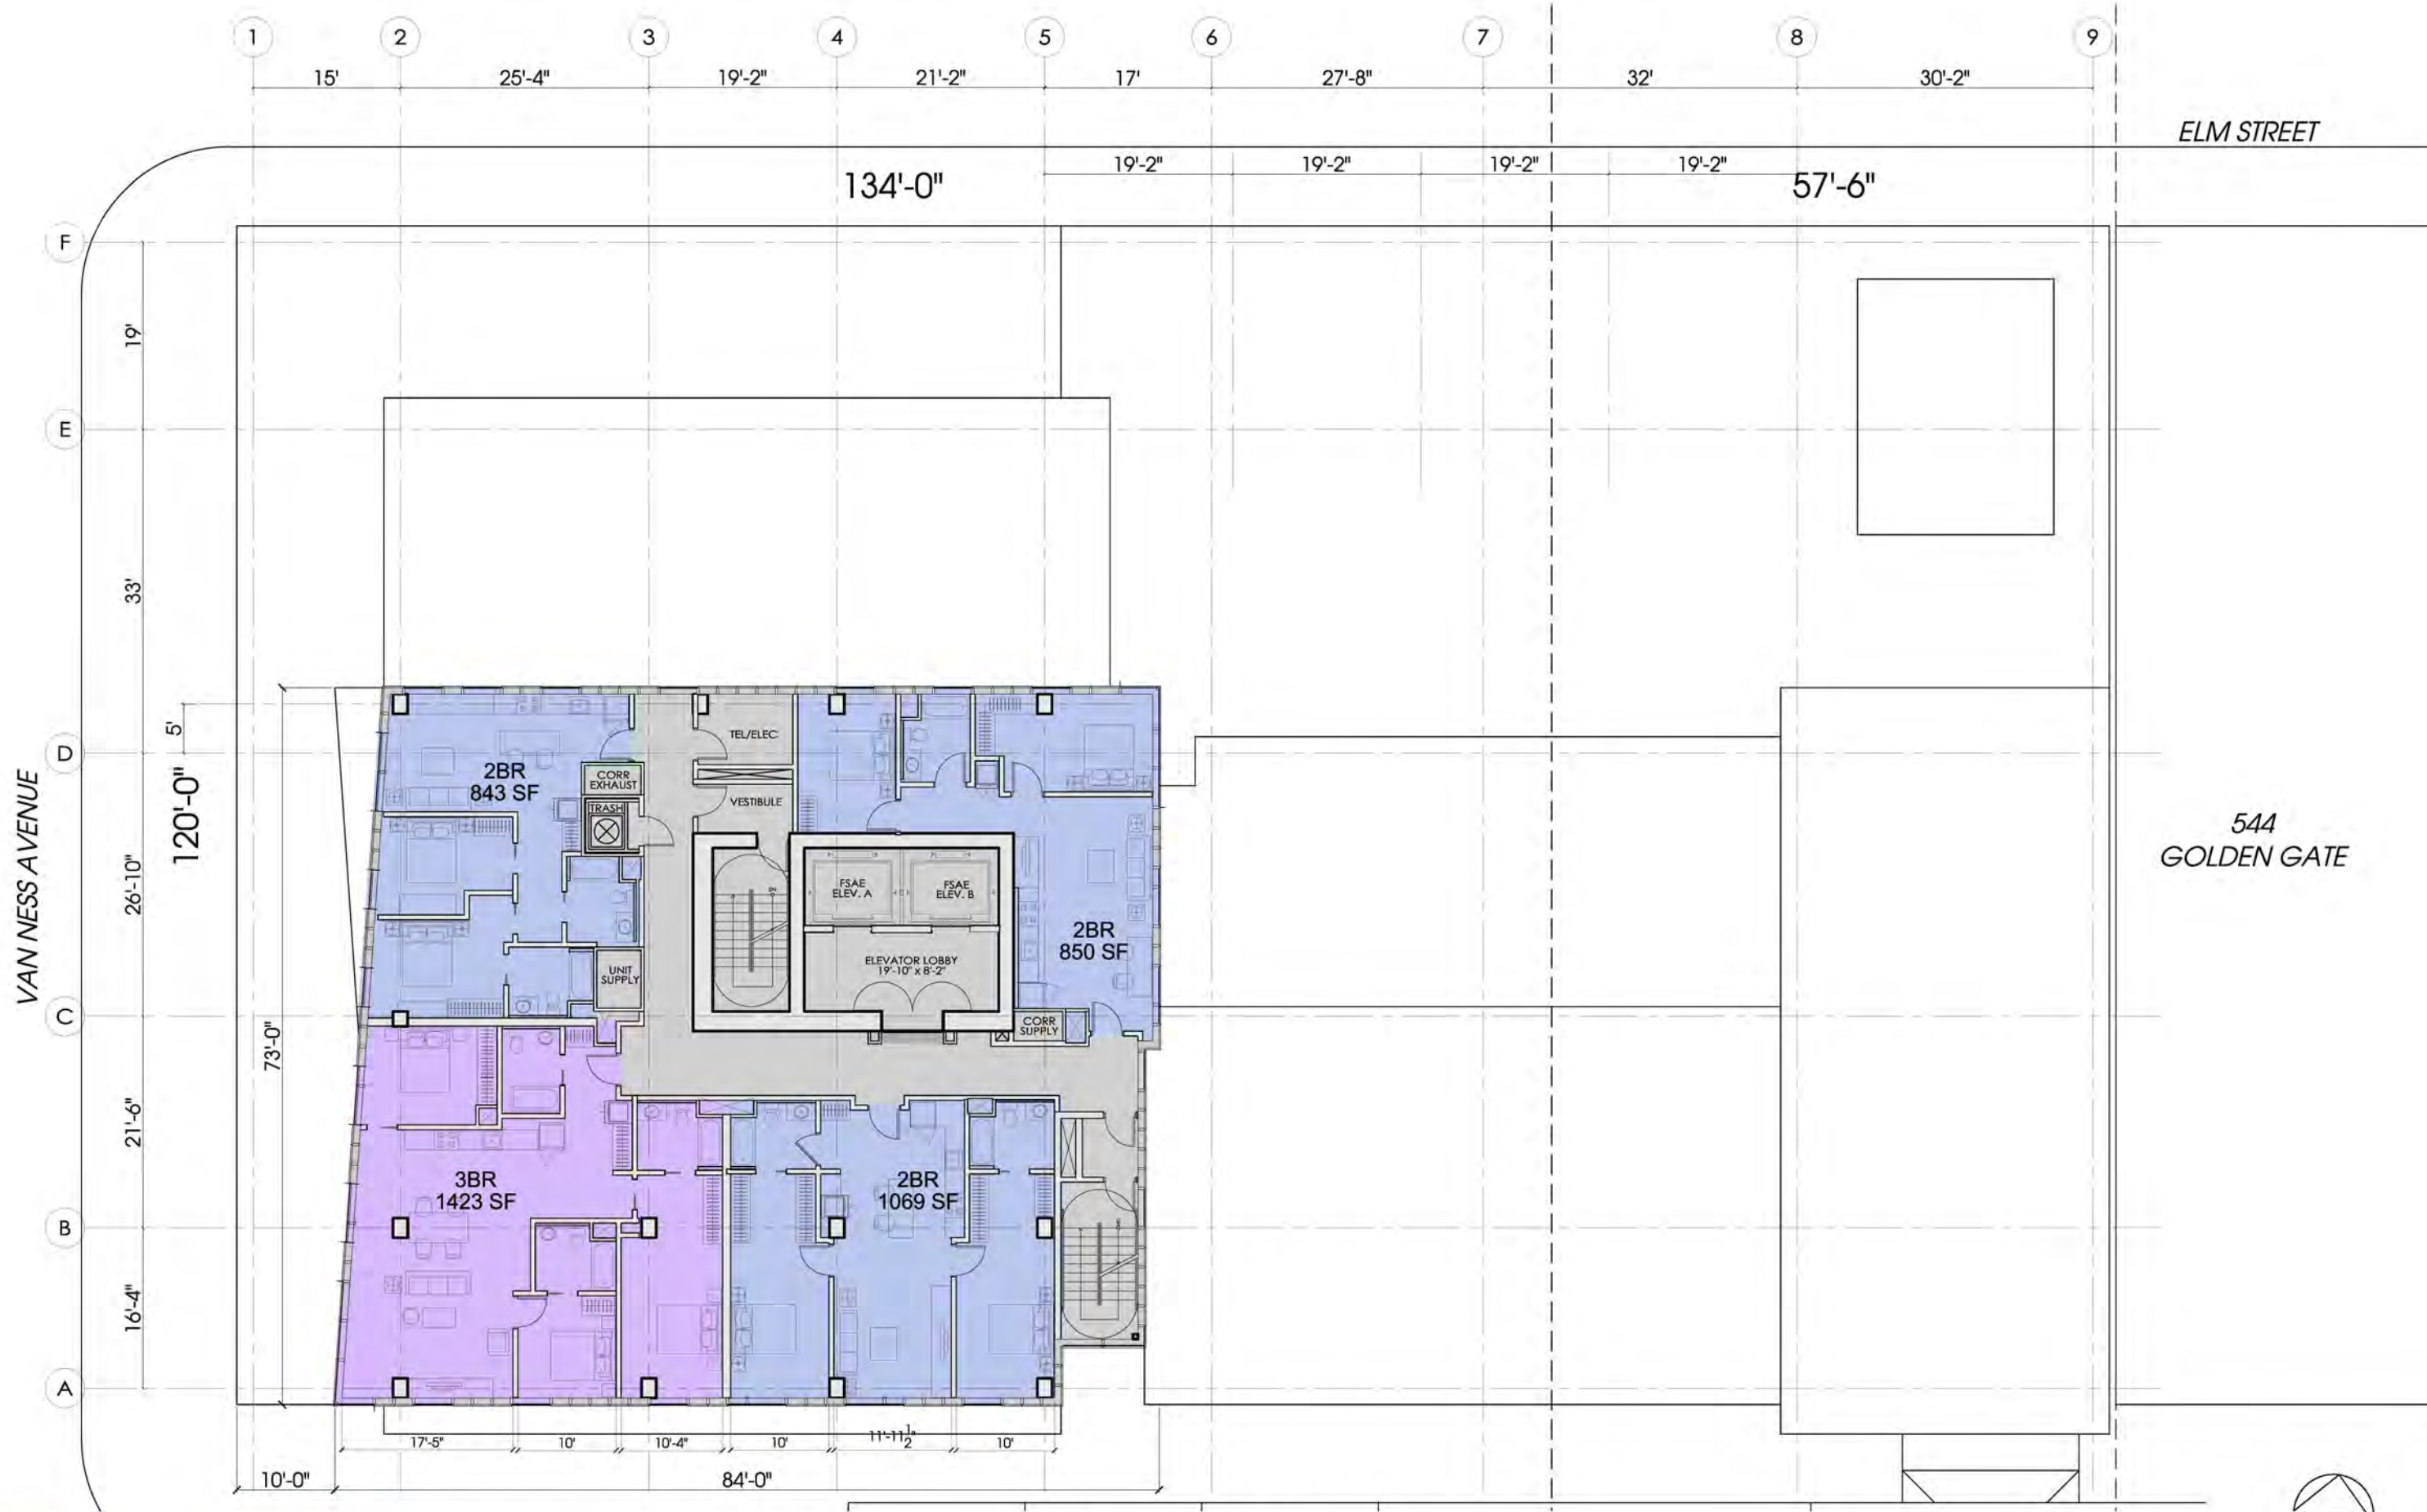 1 2 3 4 5 6 7 8 9
15' 25'-4" 19'-2" 21'-2" 17' 27'-8" 32' 30'-2"
ELM STREET
19'-2" 19'-2" 19'-2" 19'-2"
134'-0" 57'-6"
F
19'
E
33'
5'
D
120'-0"
VAN NESS AVENUE
26'-10"
C
73'-0"
21'-6"
B
16'-4"
A
TEL/ELEC
2BR
843 SF
CORR
EXHAUST
TRASH
VESTIBULE
FSAE
ELEV. A
FSAE
ELEV. B
544
GOLDEN GATE
2BR
850 SF
ELEVATOR LOBBY
19'-10" x 8'-2"
UNIT
SUPPLY
CORR
SUPPLY
3BR
1423 SF
2BR
1069 SF
17'-5" 10' 10'-4" 10' 11'-11 1/2" 10'
10'-0" 84'-0"